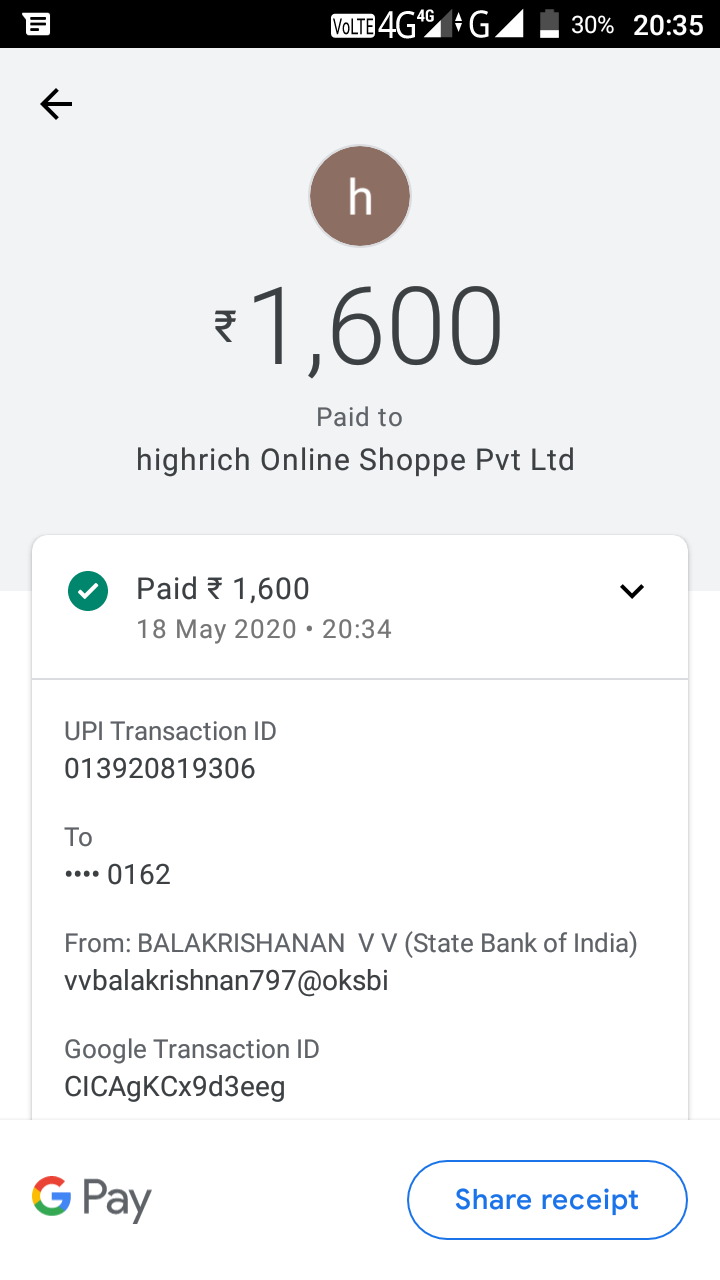 VoLTE 4G 4G G 30% 20:35
h
₹1,600
Paid to
highrich Online Shoppe Pvt Ltd
Paid ₹ 1,600
18 May 2020 • 20:34
UPI Transaction ID
013920819306
To
•••• 0162
From: BALAKRISHANAN  V V (State Bank of India)
vvbalakrishnan797@oksbi
Google Transaction ID
CICAgKCx9d3eeg
G Pay
Share receipt